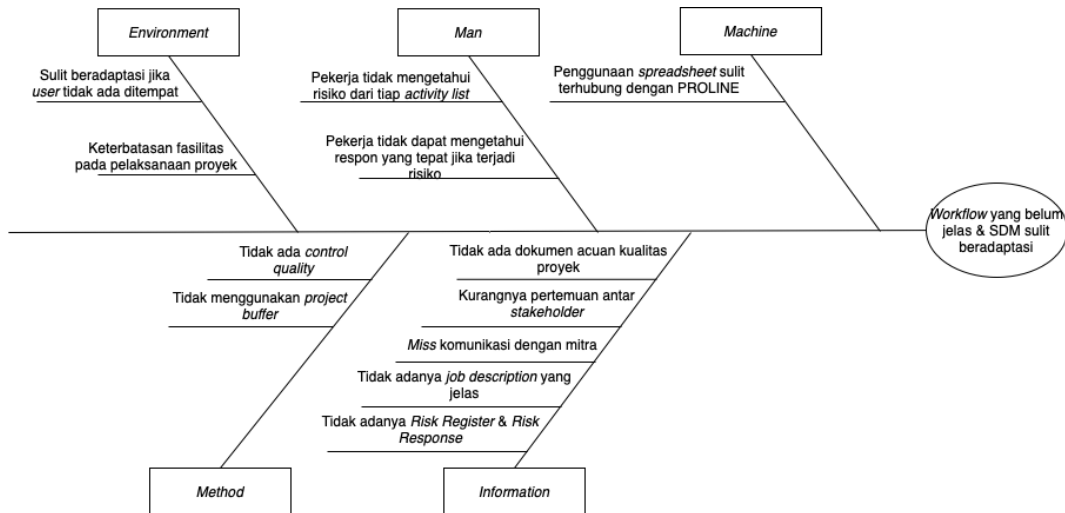 Environment
Man
Machine
Sulit beradaptasi jika
user tidak ada ditempat
Keterbatasan fasilitas
pada pelaksanaan proyek
Pekerja tidak mengetahui
risiko dari tiap activity list
Pekerja tidak dapat mengetahui
respon yang tepat jika terjadi
risiko
Penggunaan spreadsheet sulit
terhubung dengan PROLINE
Workflow yang belum
jelas & SDM sulit
beradaptasi
Tidak ada control
quality
Tidak menggunakan project
buffer
Tidak ada dokumen acuan kualitas
proyek
Kurangnya pertemuan antar
stakeholder
Miss komunikasi dengan mitra
Tidak adanya job description yang
jelas
Tidak adanya Risk Register & Risk
Response
Method
Information